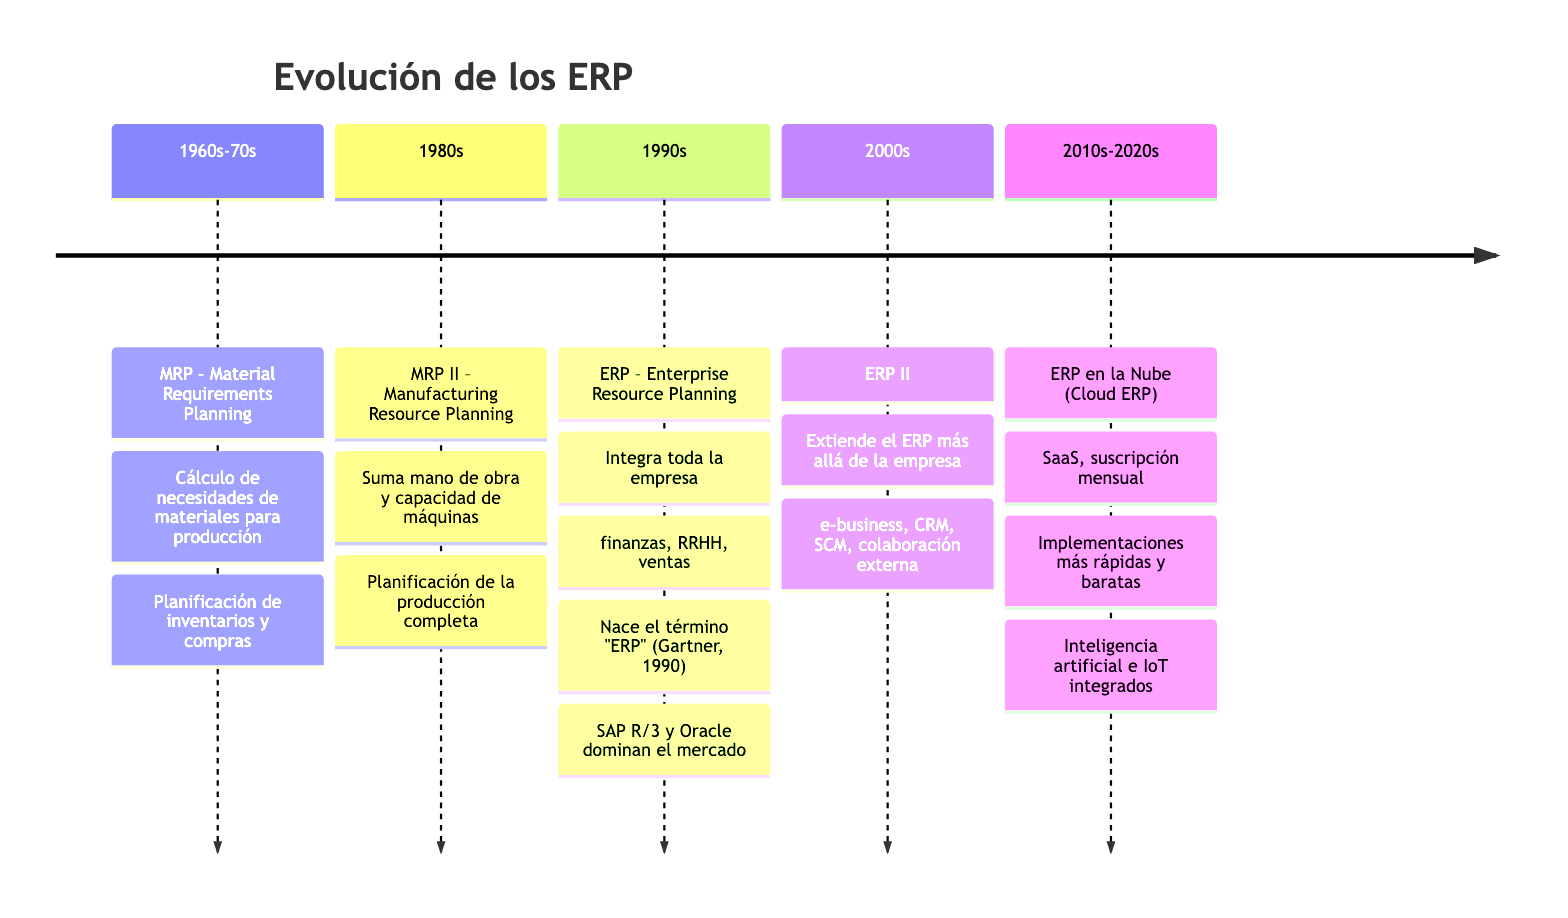 Evolución de los ERP
1960s-70s
1980s
1990s
2000s
2010s-2020s
MRP – Material
Requirements
Planning
Cálculo de
necesidades de
materiales para
producción
Planificación de
inventarios y
compras
MRP II –
Manufacturing
Resource Planning
Suma mano de obra
y capacidad de
máquinas
Planificación de la
producción
completa
ERP – Enterprise
Resource Planning
Integra toda la
empresa
finanzas, RRHH,
ventas
Nace el término
"ERP" (Gartner,
1990)
SAP R/3 y Oracle
dominan el mercado
ERP II
Extiende el ERP más
allá de la empresa
e-business, CRM,
SCM, colaboración
externa
ERP en la Nube
(Cloud ERP)
SaaS, suscripción
mensual
Implementaciones
más rápidas y
baratas
Inteligencia
artificial e IoT
integrados